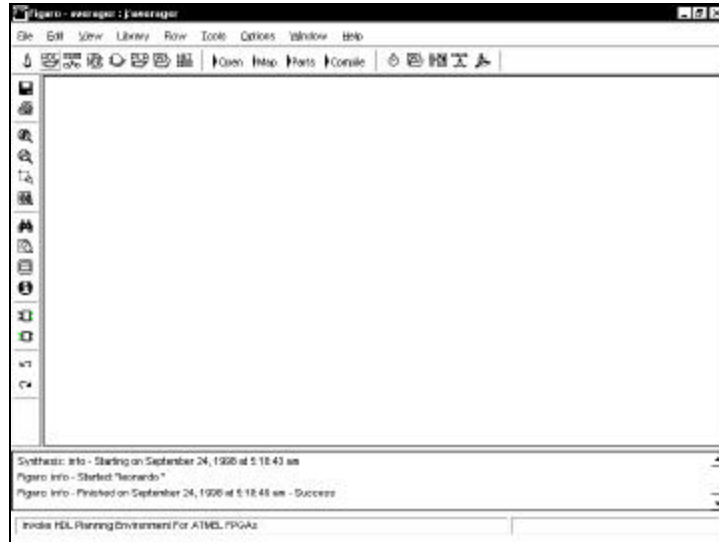 Figaro - averager : j:averager
File Edit View Library Flow Tools Options Window Help
Open Map Parts Compile
Synthesis: info - Starting on September 24, 1998 at 5:18:43 am
Figaro info - Started "leonardo "
Figaro info - Finished on September 24, 1998 at 5:18:48 am - Success
Invoke HDL Planning Environment For ATMEL FPGAs